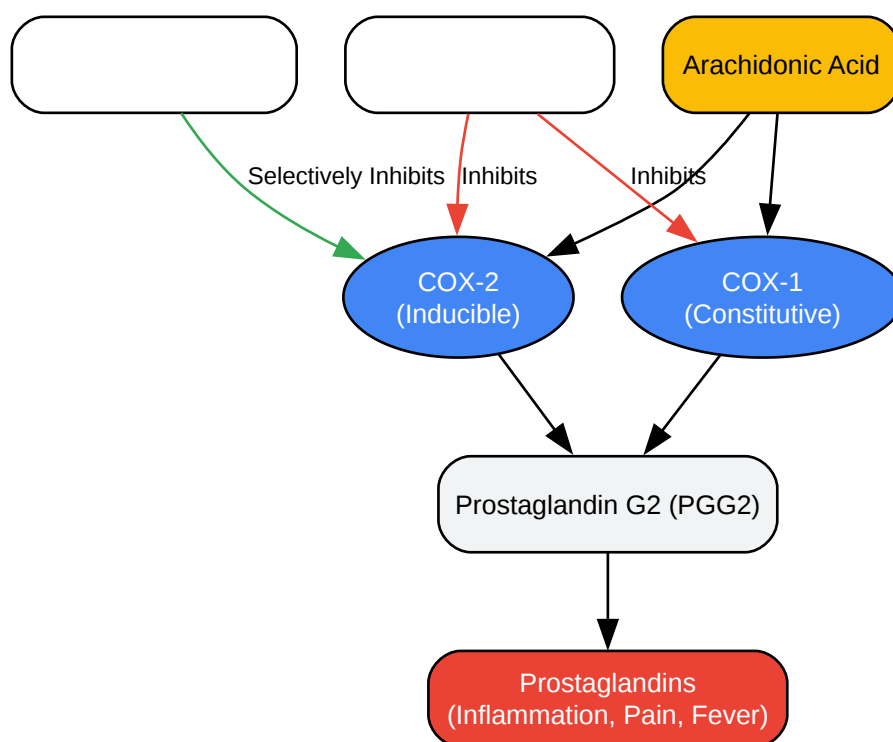 Arachidonic Acid
Selectively Inhibits
Inhibits
Inhibits
COX-2
(Inducible)
COX-1
(Constitutive)
Prostaglandin G2 (PGG2)
Prostaglandins
(Inflammation, Pain, Fever)